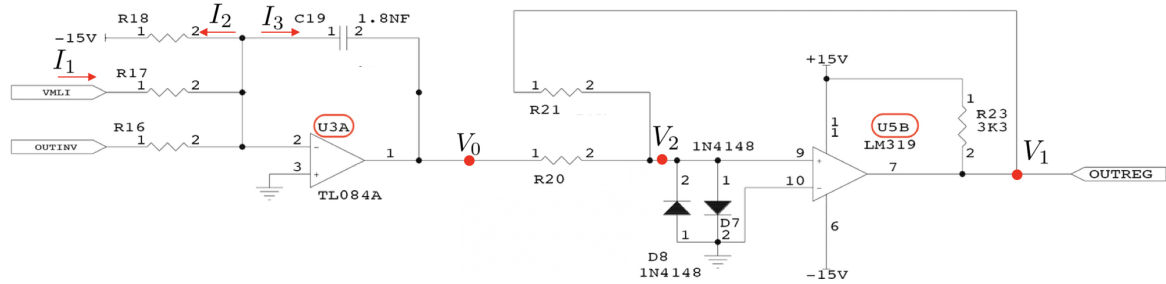 R18
I2
I3
C19
1.8NF
1
2
1
2
-15V
+15V
I1
R17
1
2
1
2
R21
1
R23
3K3
2
VMLI
R16
1
2
U3A
1
1
U5B
LM319
OUTINV
2
-
1
V0
1
2
V2
1N4148
9
+
7
V1
OUTREG
3
+
R20
10
-
TL084A
2
1
D7
2
1
6
D8
1N4148
-15V